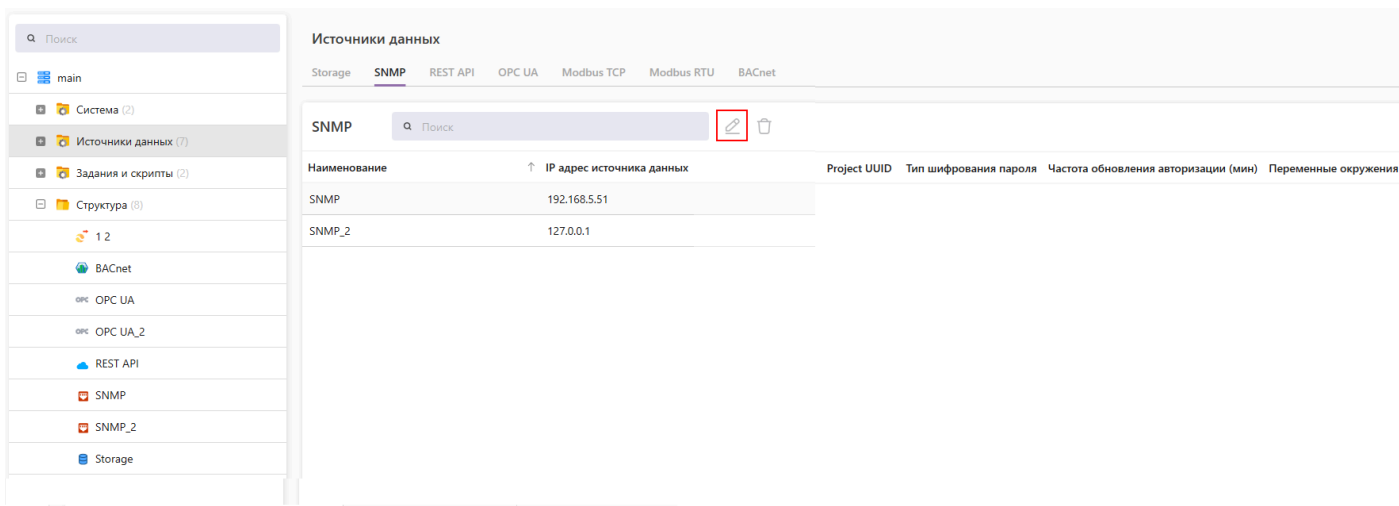 Поиск
main
Система (2)
Источники данных (7)
Задания и скрипты (2)
Структура (8)
1 2
BACnet
OPC OPC UA
OPC OPC UA_2
REST API
SNMP
SNMP_2
Storage
Источники данных
Storage SNMP REST API OPC UA Modbus TCP Modbus RTU BACnet
SNMP Поиск
Наименование IP адрес источника данных Project UUID Тип шифрования пароля Частота обновления авторизации (мин) Переменные окружения
SNMP 192.168.5.51
SNMP_2 127.0.0.1